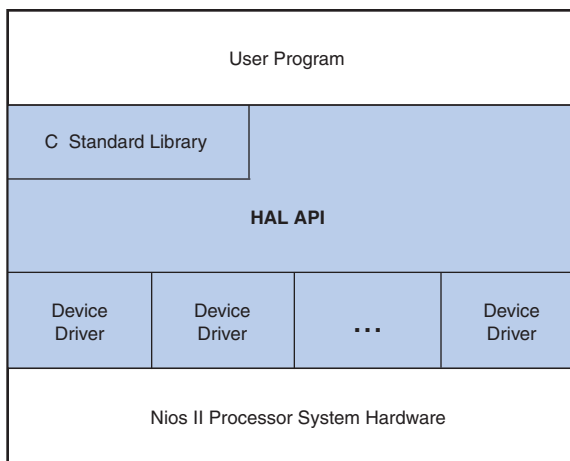 User Program
C Standard Library
HAL API
Device
Driver
Device
Driver
...
Device
Driver
Nios II Processor System Hardware